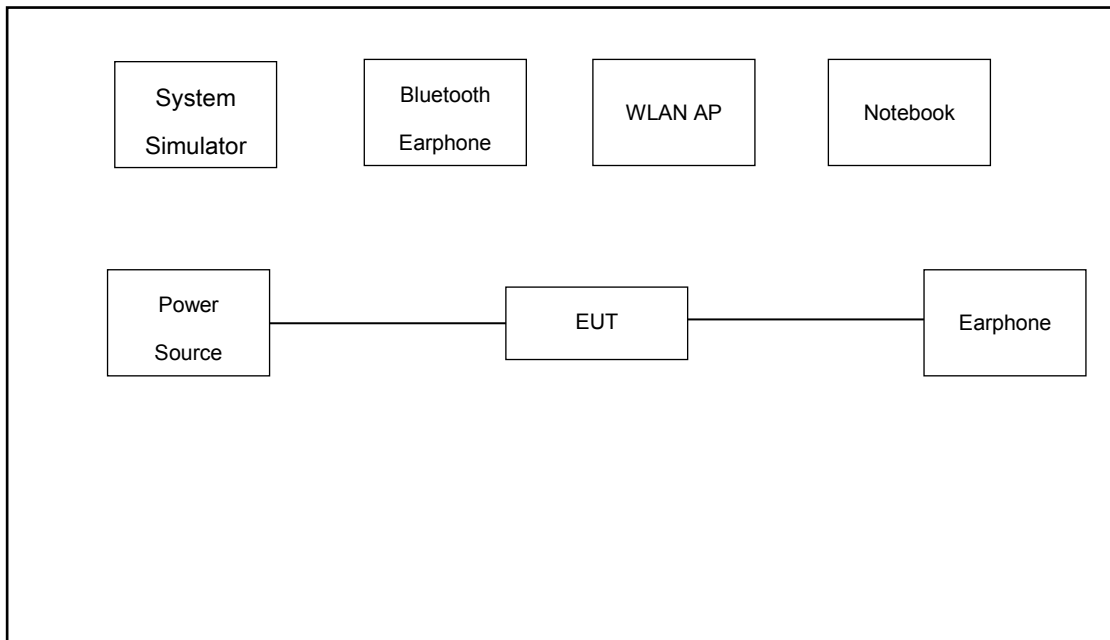 System
Simulator
Bluetooth
Earphone
WLAN AP
Notebook
Power
Source
EUT
Earphone